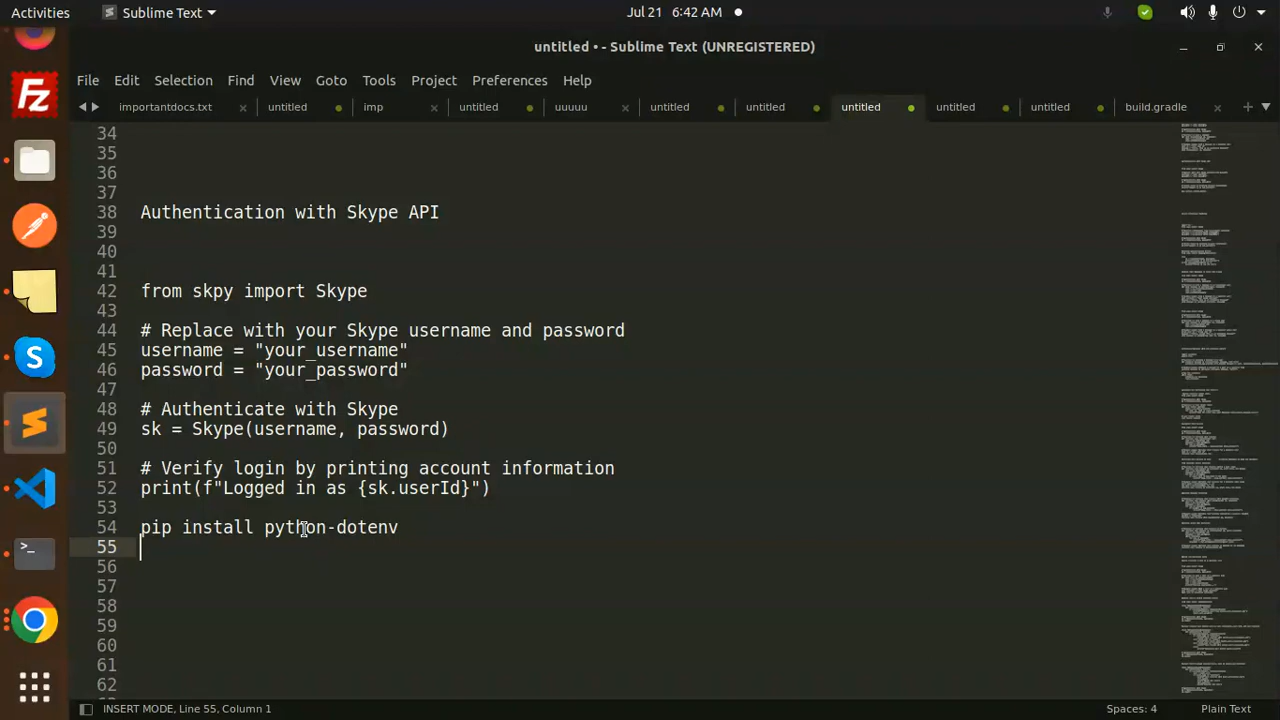 Activities
Sublime Text
Jul 21 6:42 AM
untitled • - Sublime Text (UNREGISTERED)
File Edit Selection Find View Goto Tools Project Preferences Help
importantdocs.txt untitled imp untitled uuuuu untitled untitled untitled untitled untitled build.gradle
34
35
36
37
38 Authentication with Skype API
39
40
41
42 from skpy import Skype
43
44 # Replace with your Skype username and password
45 username = "your_username"
46 password = "your_password"
47
48 # Authenticate with Skype
49 sk = Skype(username, password)
50
51 # Verify login by printing account information
52 print(f"Logged in as {sk.userId}")
53
54 pip install python-dotenv
55
56
57
58
59
60
61
62
INSERT MODE, Line 55, Column 1
Spaces: 4
Plain Text